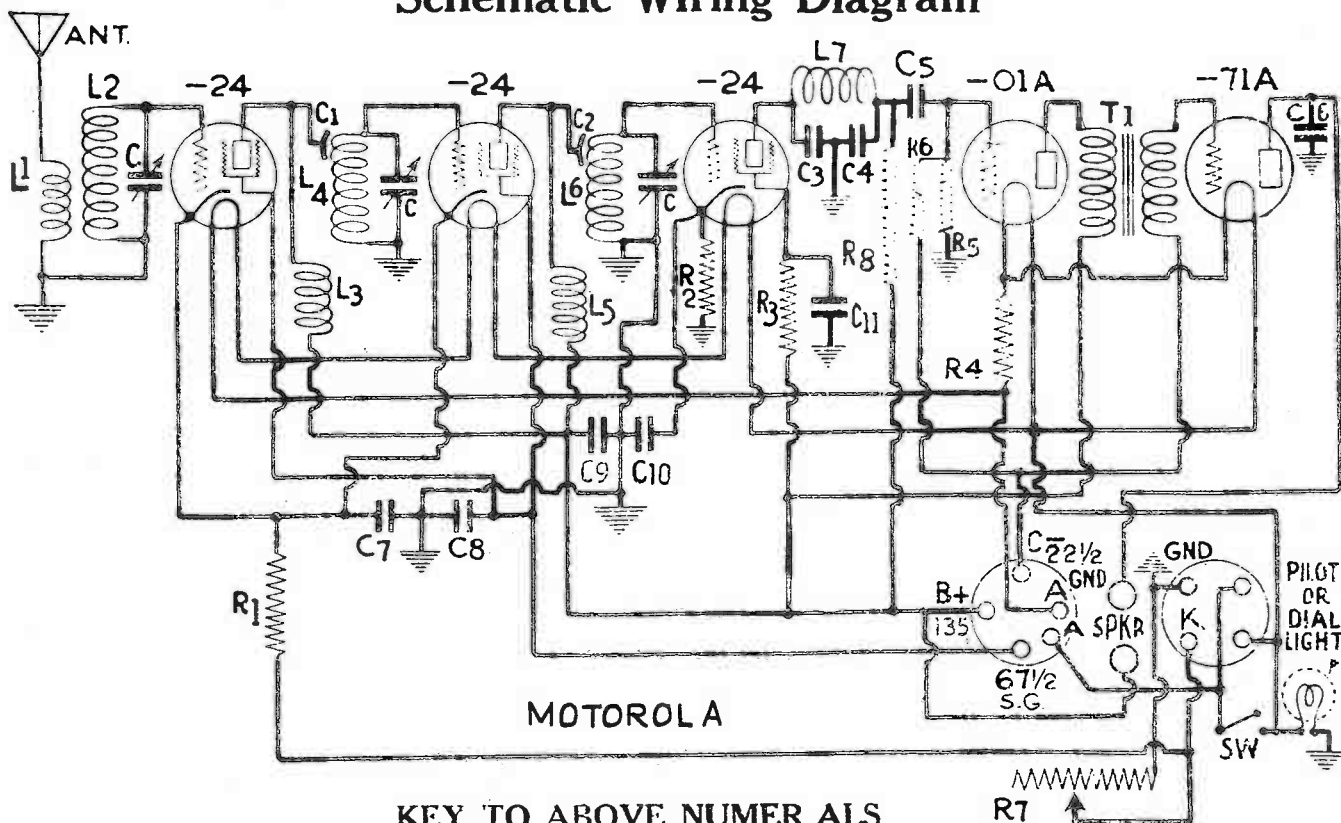 Schematic Wiring Diagram
ANT.
L1
L2
-24
-24
-24
L7
C5
-01A
T1
-71A
C
C1
L4
C
C2
L6
C
C3
C4
R6
R5
L3
L5
R2
R3
C11
R8
R4
C9
C10
C7
C8
R1
C-22½
GND
A
A
B+
135
67½
S.G.
SPKR
GND
K.
PILOT
OR
DIAL
LIGHT
SW
R7
MOTOROLA
KEY TO ABOVE NUMERALS